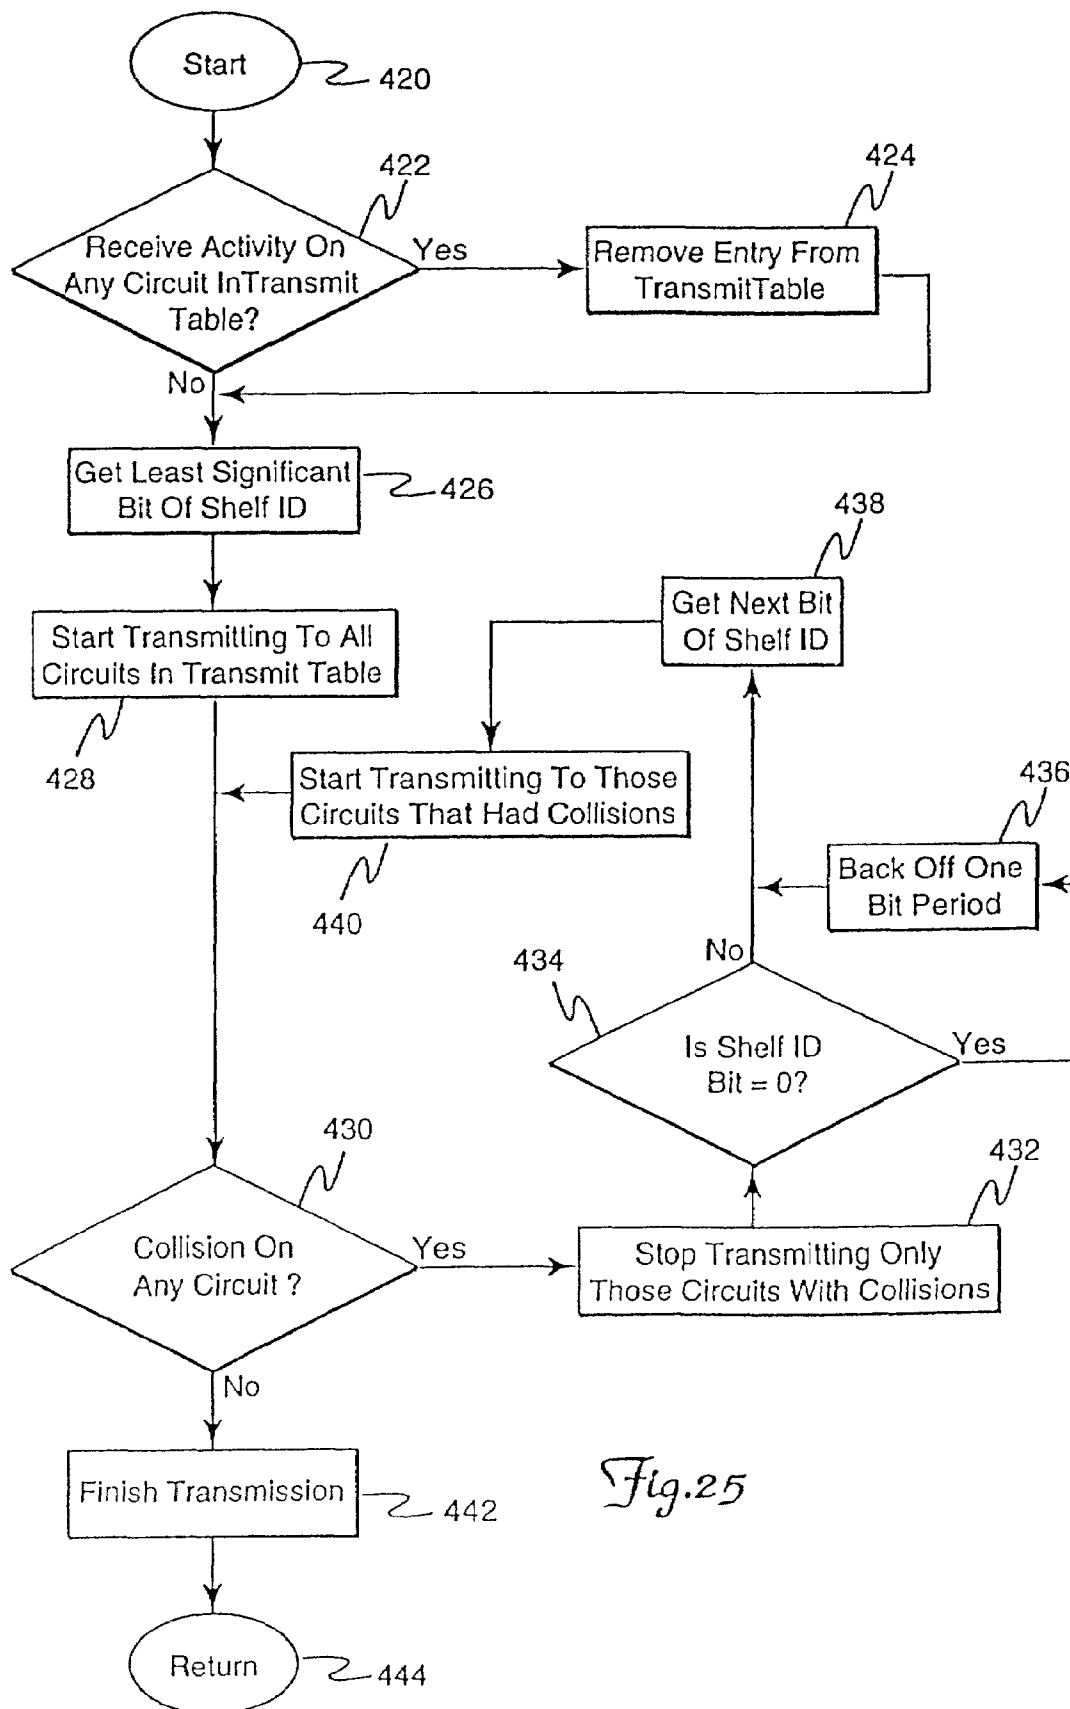 Start
420
422
Receive Activity On
Any Circuit InTransmit
Table?
Yes
424
Remove Entry From
TransmitTable
No
Get Least Significant
Bit Of Shelf ID
426
438
Get Next Bit
Of Shelf ID
Start Transmitting To All
Circuits In Transmit Table
428
Start Transmitting To Those
Circuits That Had Collisions
440
436
Back Off One
Bit Period
No
434
Is Shelf ID
Bit = 0?
Yes
430
432
Collision On
Any Circuit ?
Yes
Stop Transmitting Only
Those Circuits With Collisions
No
Finish Transmission
442
Fig.25
Return
444